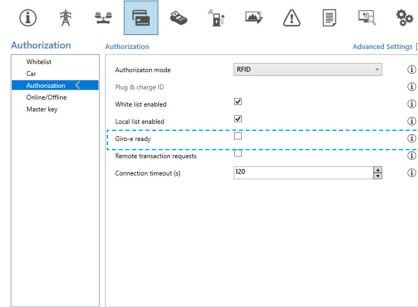 Authorization
Authorization
Advanced Settings
Whitelist
Car
Authorization
Online/Offline
Master key
Authorizaton mode
RFID
Plug & charge ID
White list enabled
Local list enabled
Giro-e ready
Remote transaction requests
Connection timeout (s)
120